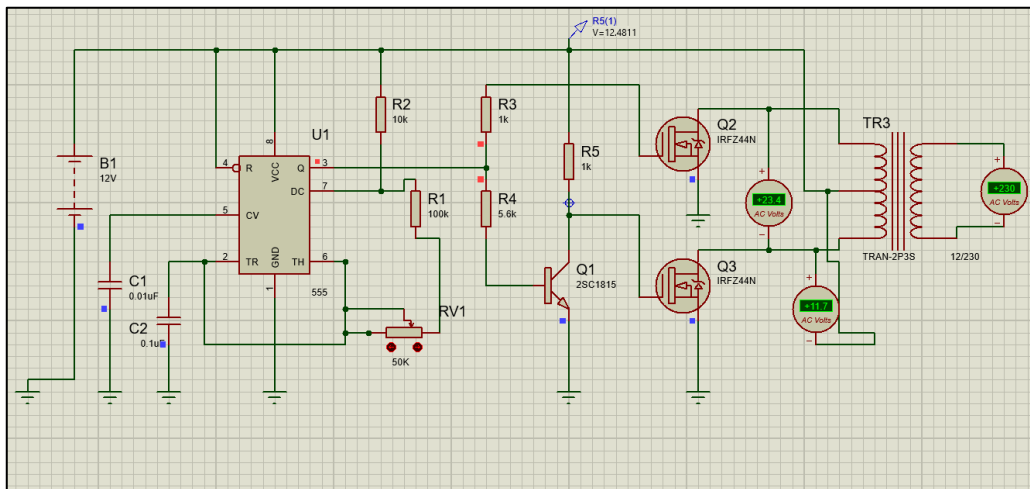 R5(1)
V=12.4811
B1
12V
U1
R2
10k
R3
1k
R5
1k
Q2
IRFZ44N
TR3
4
8
R
VCC
Q
3
DC
7
R1
100k
R4
5.6k
5
CV
2
TR
GND
TH
6
1
555
C1
0.01uF
C2
RV1
50K
Q1
2SC1815
Q3
IRFZ44N
+
+23.4
AC Volts
−
+
+230
AC Volts
−
TRAN-2P3S
12/230
+
+11.7
AC Volts
−